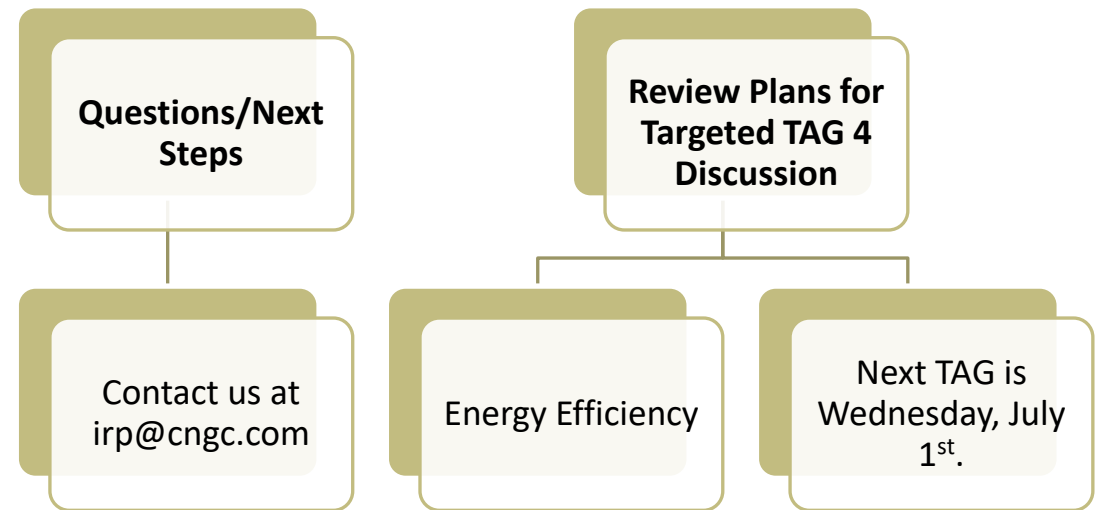 Questions/Next
Steps
Contact us at
irp@cngc.com
Review Plans for
Targeted TAG 4
Discussion
Energy Efficiency
Next TAG is
Wednesday, July
1st.